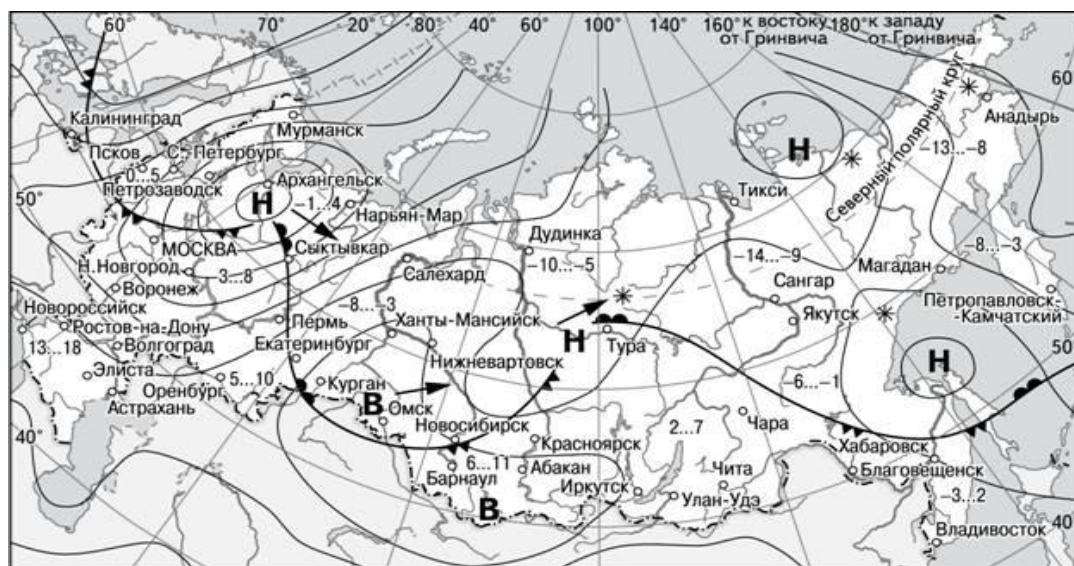 60°
70°
20°
30°
40°
60°
100°
140°
160°
к востоку
от Гринвича
180°
к западу
от Гринвича
60°
Северный полярный круг
Калининград
Мурманск
Анадырь
Псков
С.-Петербург
-13...-8
0...5
Петрозаводск
Архангельск
Н
-1...4
Н
Тикси
50°
Нарьян-Мар
МОСКВА
Сыктывкар
Дудинка
-10...-5
-14...-9
-8...-3
Н.Новгород
3...8
Салехард
Сангар
Магадан
Воронеж
-8...3
Петропавловск-
-Камчатский
Новороссийск
Ростов-на-Дону
Пермь
Ханты-Мансийск
Якутск
Волгоград
Екатеринбург
Н
Тура
Н
50°
13...18
Нижневартовск
-6...-1
Элиста
Оренбург
5...10
Курган
В
Астрахань
Омск
Чара
40°
Новосибирск
Красноярск
2...7
Хабаровск
6...11
Барнаул
Абакан
Чита
Благовещенск
Иркутск
Улан-Удэ
-3...2
В
Владивосток
40°